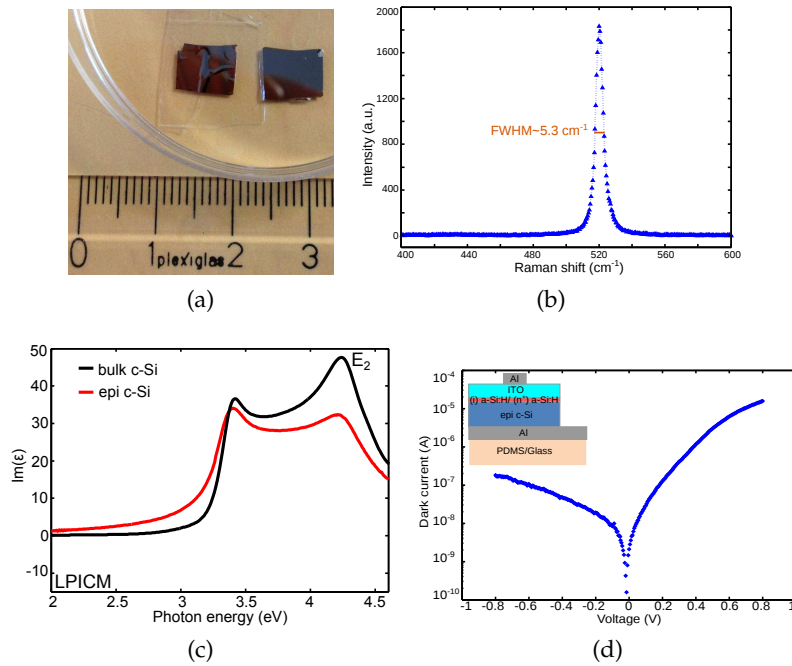 0 1 plexiglas 2 3
(a)
2000
1600
1200
800
400
0
Intensity (a.u.)
FWHM~5.3 cm⁻¹
400 440 480 520 560 600
Raman shift (cm⁻¹)
(b)
50
40
30
20
10
0
-10
Im(ε)
bulk c-Si
epi c-Si
E₂
LPICM
2 2.5 3 3.5 4 4.5
Photon energy (eV)
(c)
10⁻⁴
10⁻⁵
10⁻⁶
10⁻⁷
10⁻⁸
10⁻⁹
10⁻¹⁰
Dark current (A)
Al
ITO
(i) a-Si:H/ (n⁺) a-Si:H
epi c-Si
Al
PDMS/Glass
-1 -0.8 -0.6 -0.4 -0.2 0 0.2 0.4 0.6 0.8 1
Voltage (V)
(d)